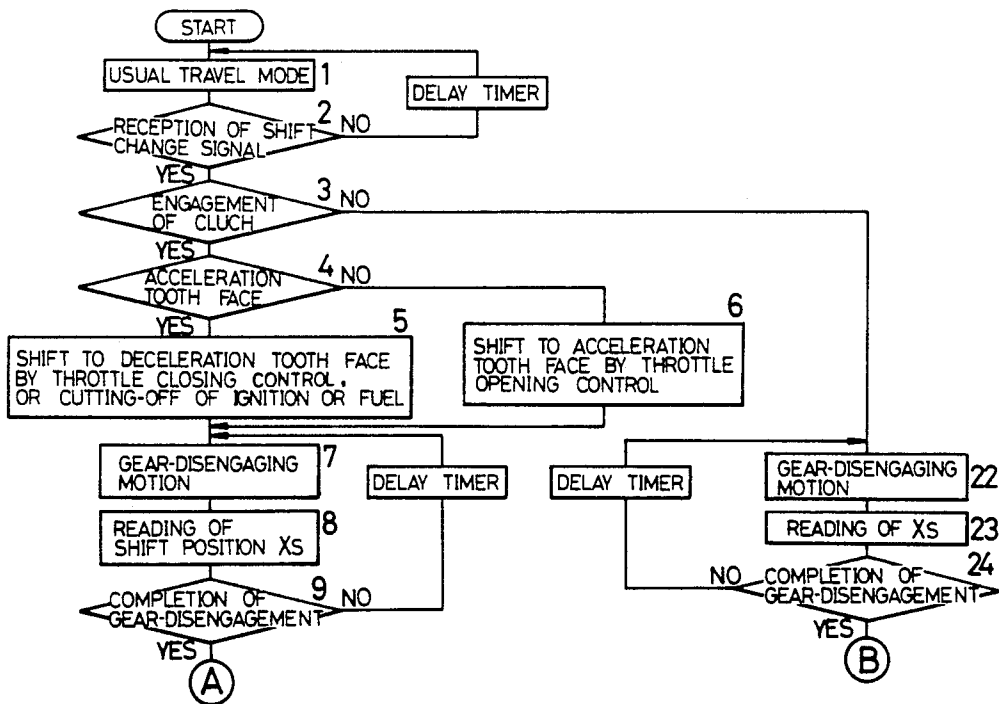 START
USUAL TRAVEL MODE
1
DELAY TIMER
2
RECEPTION OF SHIFT
CHANGE SIGNAL
NO
YES
3
ENGAGEMENT
OF CLUCH
NO
YES
4
ACCELERATION
TOOTH FACE
NO
YES
5
SHIFT TO DECELERATION TOOTH FACE
BY THROTTLE CLOSING CONTROL,
OR CUTTING-OFF OF IGNITION OR FUEL
6
SHIFT TO ACCELERATION
TOOTH FACE BY THROTTLE
OPENING CONTROL
7
GEAR-DISENGAGING
MOTION
DELAY TIMER
8
READING OF
SHIFT POSITION XS
9
COMPLETION OF
GEAR-DISENGAGEMENT
NO
YES
A
DELAY TIMER
GEAR-DISENGAGING
MOTION
22
READING OF XS
23
24
COMPLETION OF
GEAR-DISENGAGEMENT
NO
YES
B